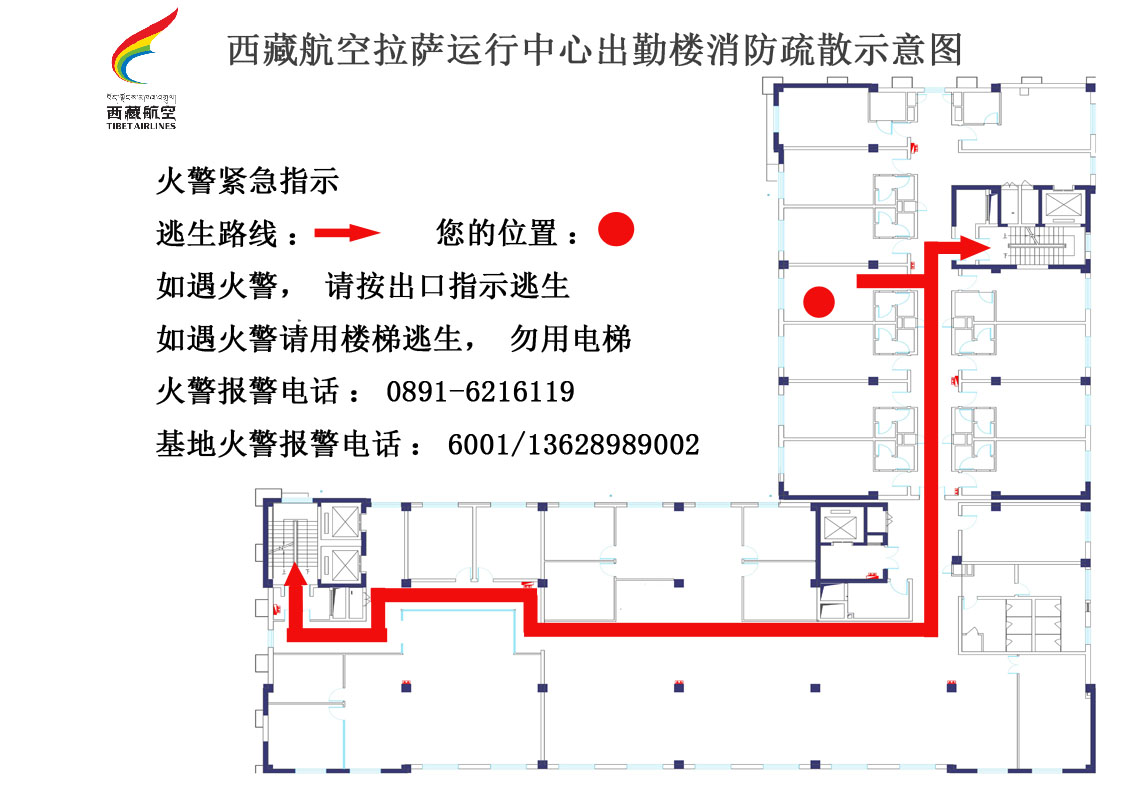 西藏航空拉萨运行中心出勤楼消防疏散示意图
西藏航空
TIBET AIRLINES
火警紧急指示
逃生路线： 您的位置：
如遇火警， 请按出口指示逃生
如遇火警请用楼梯逃生， 勿用电梯
火警报警电话： 0891-6216119
基地火警报警电话： 6001/13628989002
上
下
上
下